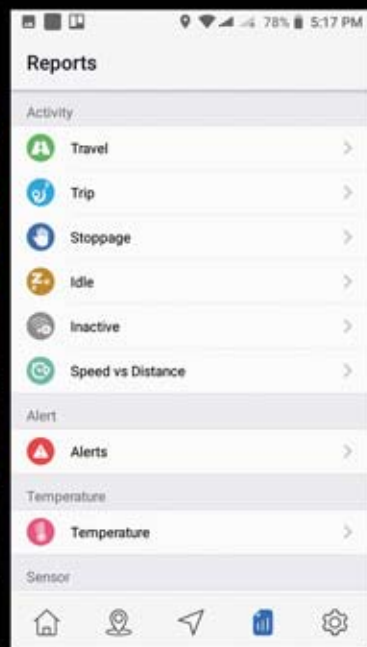 78% 5:17 PM
Reports
Activity
Travel
Trip
Stoppage
Idle
Inactive
Speed vs Distance
Alert
Alerts
Temperature
Temperature
Sensor